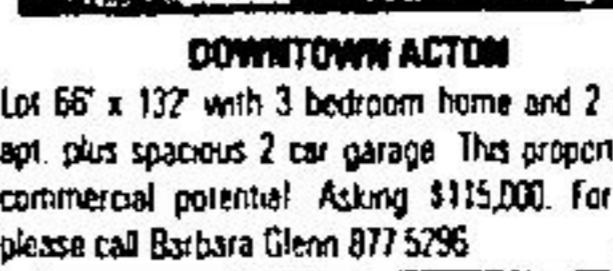 DOWNTOWN ACTON
Lot 66' x 132' with 3 bedroom home and 2
apt. plus spacious 2 car garage This propert
commercial potential Asking $115,000. For
please call Barbara Glenn 877 5296